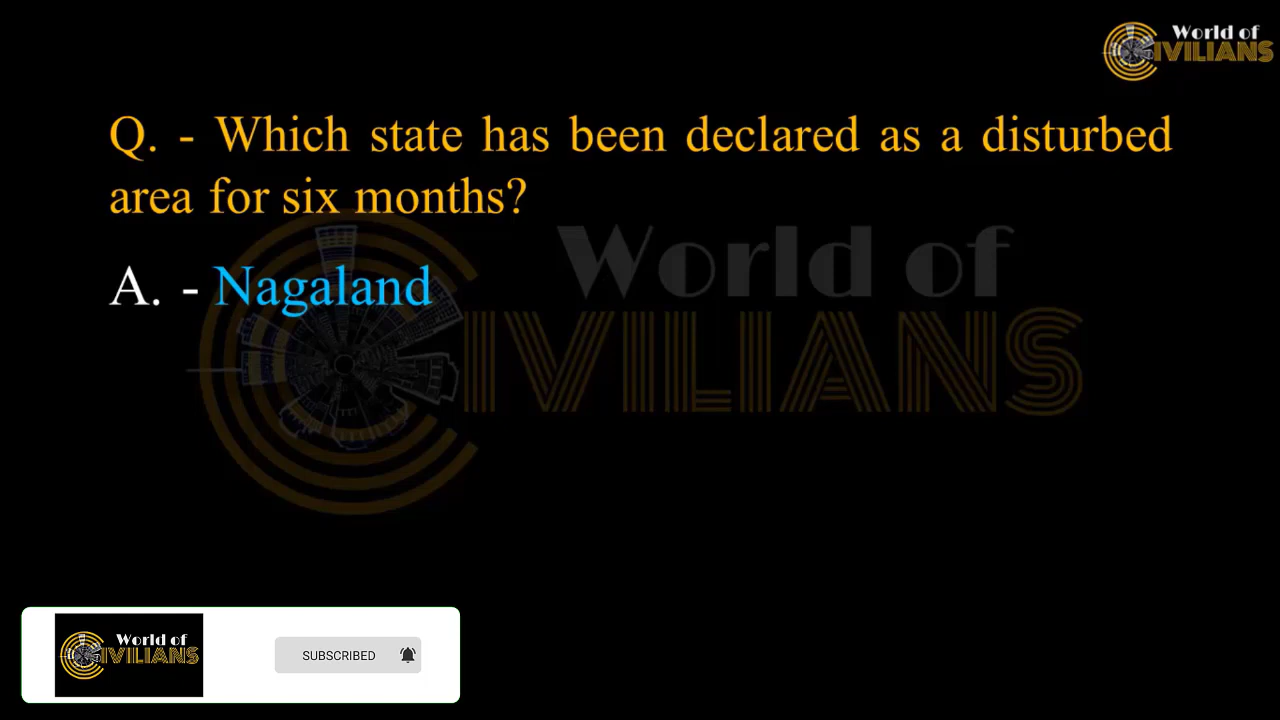 World of
CIVILIANS
Q. - Which state has been declared as a disturbed
area for six months?
A. - Nagaland
World of
CIVILIANS
World of
CIVILIANS
SUBSCRIBED